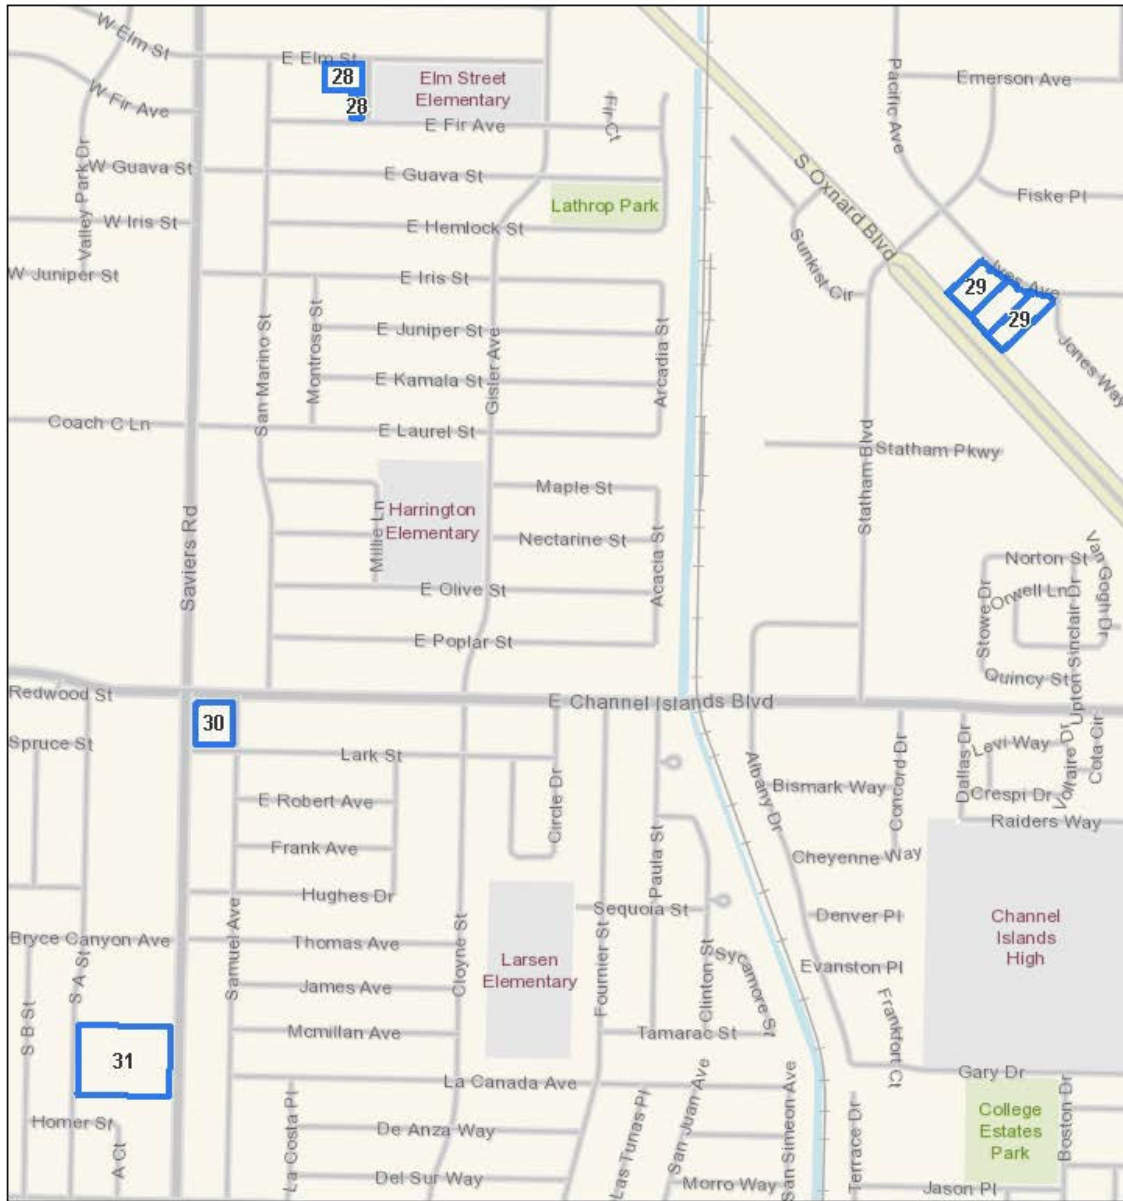 W Elm St
E Elm St
28
Elm Street
Elementary
28
Pacific Ave
Emerson Ave
W Fir Ave
E Fir Ave
Fir Ct
Valley Park Dr
W Guava St
E Guava St
S Oxnard Blvd
Fiske Pl
Lathrop Park
W Iris St
E Hemlock St
Sunkist Cir
W Juniper St
E Iris St
Ives Ave
29
29
San Marino St
Montrose St
E Juniper St
Gisler Ave
Arcadia St
Jones Way
E Kamala St
Coach C Ln
E Laurel St
Statham Blvd
Statham Pkwy
Maple St
Harrington
Elementary
Millie Ln
Nectarine St
Saviers Rd
Acacia St
Norton St
Van Gogh Dr
Stowe Dr
Orwell Ln
Upton Sinclair Dr
E Olive St
E Poplar St
Quincy St
Redwood St
E Channel Islands Blvd
30
Spruce St
Lark St
Circle Dr
Albany Dr
Concord Dr
Dallas Dr
Levi Way
Voltaire Dr
Cota Cir
Bismark Way
Crespi Dr
E Robert Ave
Raiders Way
Frank Ave
Paula St
Cheyenne Way
Hughes Dr
Sequoia St
Denver Pl
Channel
Islands
High
Bryce Canyon Ave
S A St
Samuel Ave
Thomas Ave
Cloyne St
Larsen
Elementary
Fournier St
Clinton St
Sycamore St
Evanston Pl
James Ave
S B St
Frankfort Ct
Mcmillan Ave
Tamarac St
31
La Canada Ave
Gary Dr
Homer St
A Ct
La Costa Pl
De Anza Way
Las Tunas Pl
San Juan Ave
San Simeon Ave
Terrace Dr
College
Estates
Park
Boston Dr
Del Sur Way
Morro Way
Jason Pl